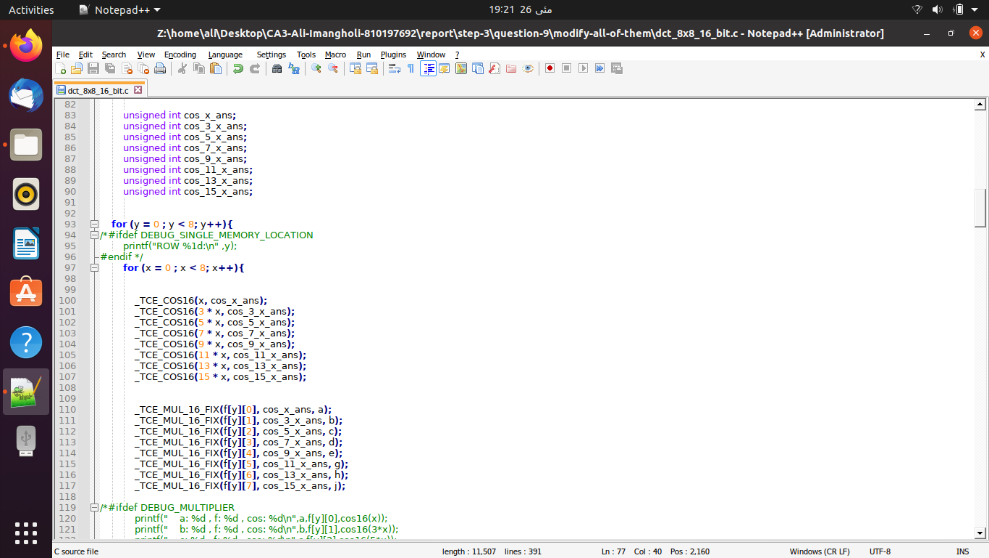 Activities
Notepad++
19:21 26 مئی
Z:\home\ali\Desktop\CA3-Ali-Imangholi-810197692\report\step-3\question-9\modify-all-of-them\dct_8x8_16_bit.c - Notepad++ [Administrator]
File Edit Search View Encoding Language Settings Tools Macro Run Plugins Window ? X
dct_8x8_16_bit.c
82
83 unsigned int cos_x_ans;
84 unsigned int cos_3_x_ans;
85 unsigned int cos_5_x_ans;
86 unsigned int cos_7_x_ans;
87 unsigned int cos_9_x_ans;
88 unsigned int cos_11_x_ans;
89 unsigned int cos_13_x_ans;
90 unsigned int cos_15_x_ans;
91
92
93 for (y = 0 ; y < 8; y++){
94 /*#ifdef DEBUG_SINGLE_MEMORY_LOCATION
95 printf("ROW %1d:\n" ,y);
96 #endif */
97 for (x = 0 ; x < 8; x++){
98
99
100 _TCE_COS16(x, cos_x_ans);
101 _TCE_COS16(3 * x, cos_3_x_ans);
102 _TCE_COS16(5 * x, cos_5_x_ans);
103 _TCE_COS16(7 * x, cos_7_x_ans);
104 _TCE_COS16(9 * x, cos_9_x_ans);
105 _TCE_COS16(11 * x, cos_11_x_ans);
106 _TCE_COS16(13 * x, cos_13_x_ans);
107 _TCE_COS16(15 * x, cos_15_x_ans);
108
109
110 _TCE_MUL_16_FIX(f[y][0], cos_x_ans, a);
111 _TCE_MUL_16_FIX(f[y][1], cos_3_x_ans, b);
112 _TCE_MUL_16_FIX(f[y][2], cos_5_x_ans, c);
113 _TCE_MUL_16_FIX(f[y][3], cos_7_x_ans, d);
114 _TCE_MUL_16_FIX(f[y][4], cos_9_x_ans, e);
115 _TCE_MUL_16_FIX(f[y][5], cos_11_x_ans, g);
116 _TCE_MUL_16_FIX(f[y][6], cos_13_x_ans, h);
117 _TCE_MUL_16_FIX(f[y][7], cos_15_x_ans, j);
118
119 /*#ifdef DEBUG_MULTIPLIER
120 printf(" a: %d , f: %d , cos: %d\n",a,f[y][0],cos16(x));
121 printf(" b: %d , f: %d , cos: %d\n",b,f[y][1],cos16(3*x));
C source file length : 11,507 lines : 391 Ln : 77 Col : 40 Pos : 2,160 Windows (CR LF) UTF-8 INS